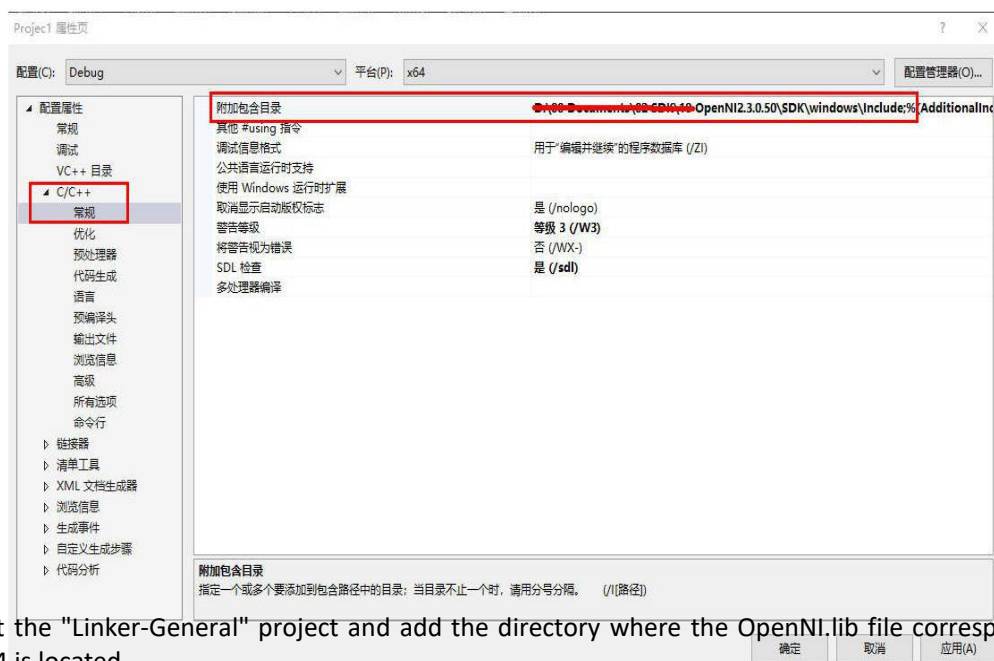 Project1 属性页
? X
配置(C): Debug 平台(P): x64 配置管理器(O)...
配置属性
常规
调试
VC++ 目录
C/C++
常规
优化
预处理器
代码生成
语言
预编译头
输出文件
浏览信息
高级
所有选项
命令行
链接器
清单工具
XML 文档生成器
浏览信息
生成事件
自定义生成步骤
代码分析
附加包含目录 OpenNI2.3.0.50\SDK\windows\Include;%(AdditionalInc
其他 #using 指令
调试信息格式 用于“编辑并继续”的程序数据库 (/ZI)
公共语言运行时支持
使用 Windows 运行时扩展
取消显示启动版权标志 是 (/nologo)
警告等级 等级 3 (/W3)
将警告视为错误 否 (/WX-)
SDL 检查 是 (/sdl)
多处理器编译
附加包含目录
指定一个或多个要添加到包含路径中的目录；当目录不止一个时，请用分号分隔。 (/I[路径])
t the "Linker-General" project and add the directory where the OpenNI.lib file corresp
4 is located
确定 取消 应用(A)